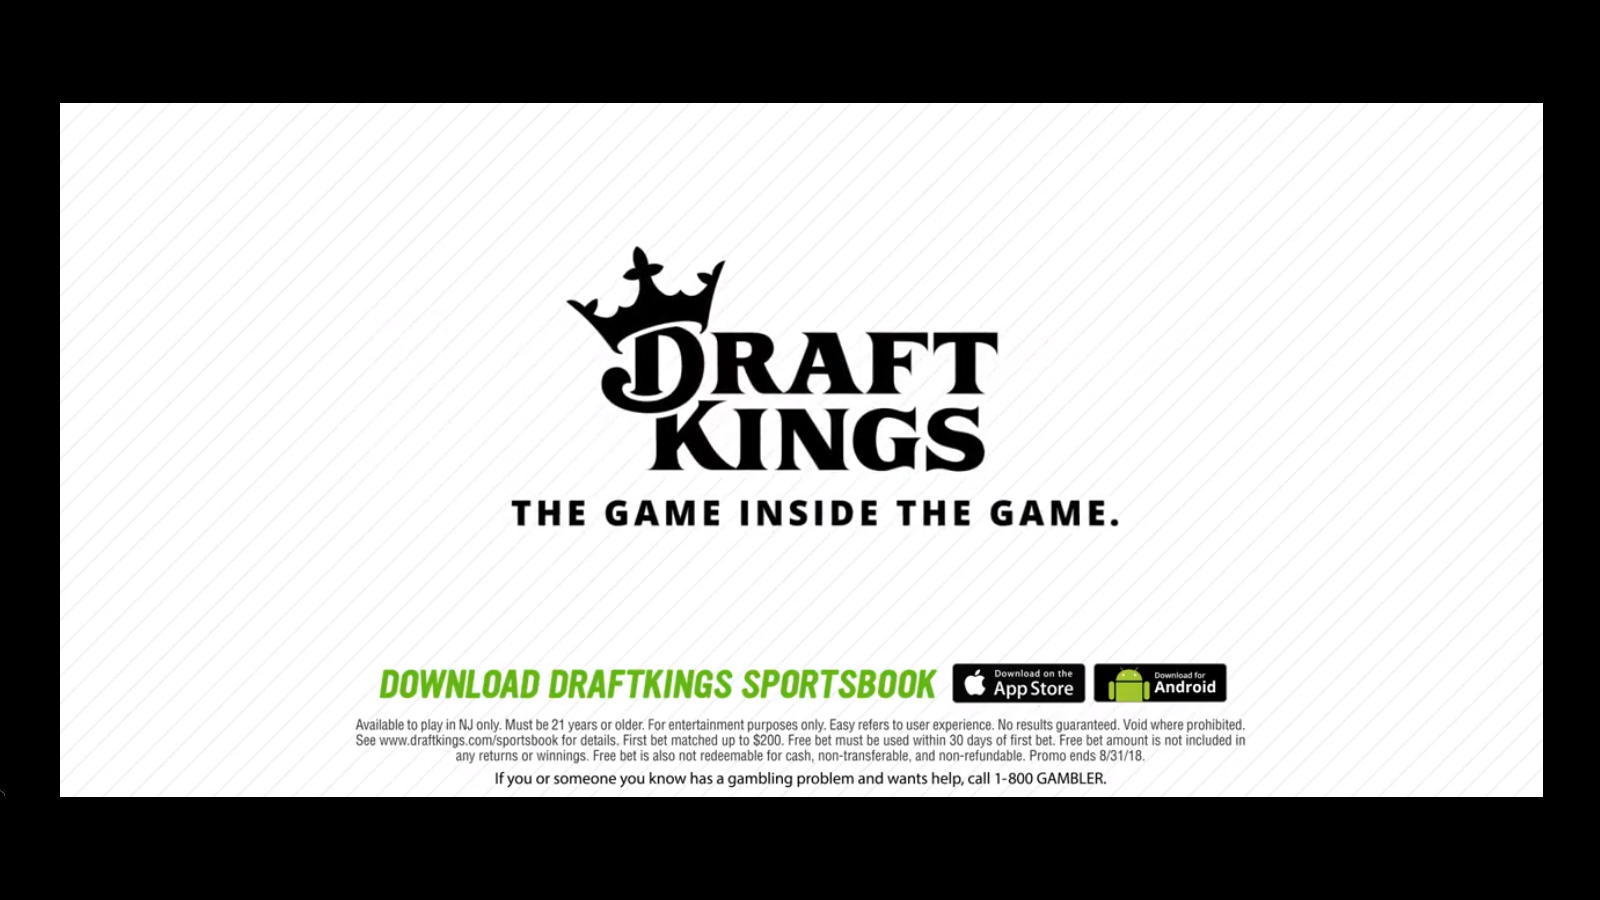 DRAFT
KINGS
THE GAME INSIDE THE GAME.
DOWNLOAD DRAFTKINGS SPORTSBOOK
Download on the
App Store
Download for
Android
Available to play in NJ only. Must be 21 years or older. For entertainment purposes only. Easy refers to user experience. No results guaranteed. Void where prohibited.
See www.draftkings.com/sportsbook for details. First bet matched up to $200. Free bet must be used within 30 days of first bet. Free bet amount is not included in
any returns or winnings. Free bet is also not redeemable for cash, non-transferable, and non-refundable. Promo ends 8/31/18.
If you or someone you know has a gambling problem and wants help, call 1-800 GAMBLER.